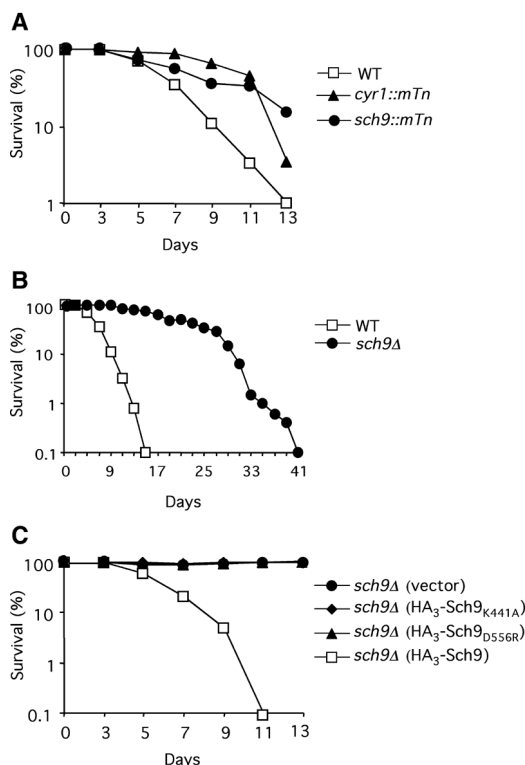 A
Survival (%)
100
10
1
0 3 5 7 9 11 13
Days
WT
cyr1::mTn
sch9::mTn
B
Survival (%)
100
10
1
0.1
0 9 17 25 33 41
Days
WT
sch9Δ
C
Survival (%)
100
10
1
0.1
0 3 5 7 9 11 13
Days
sch9Δ (vector)
sch9Δ (HA3-Sch9K441A)
sch9Δ (HA3-Sch9D556R)
sch9Δ (HA3-Sch9)